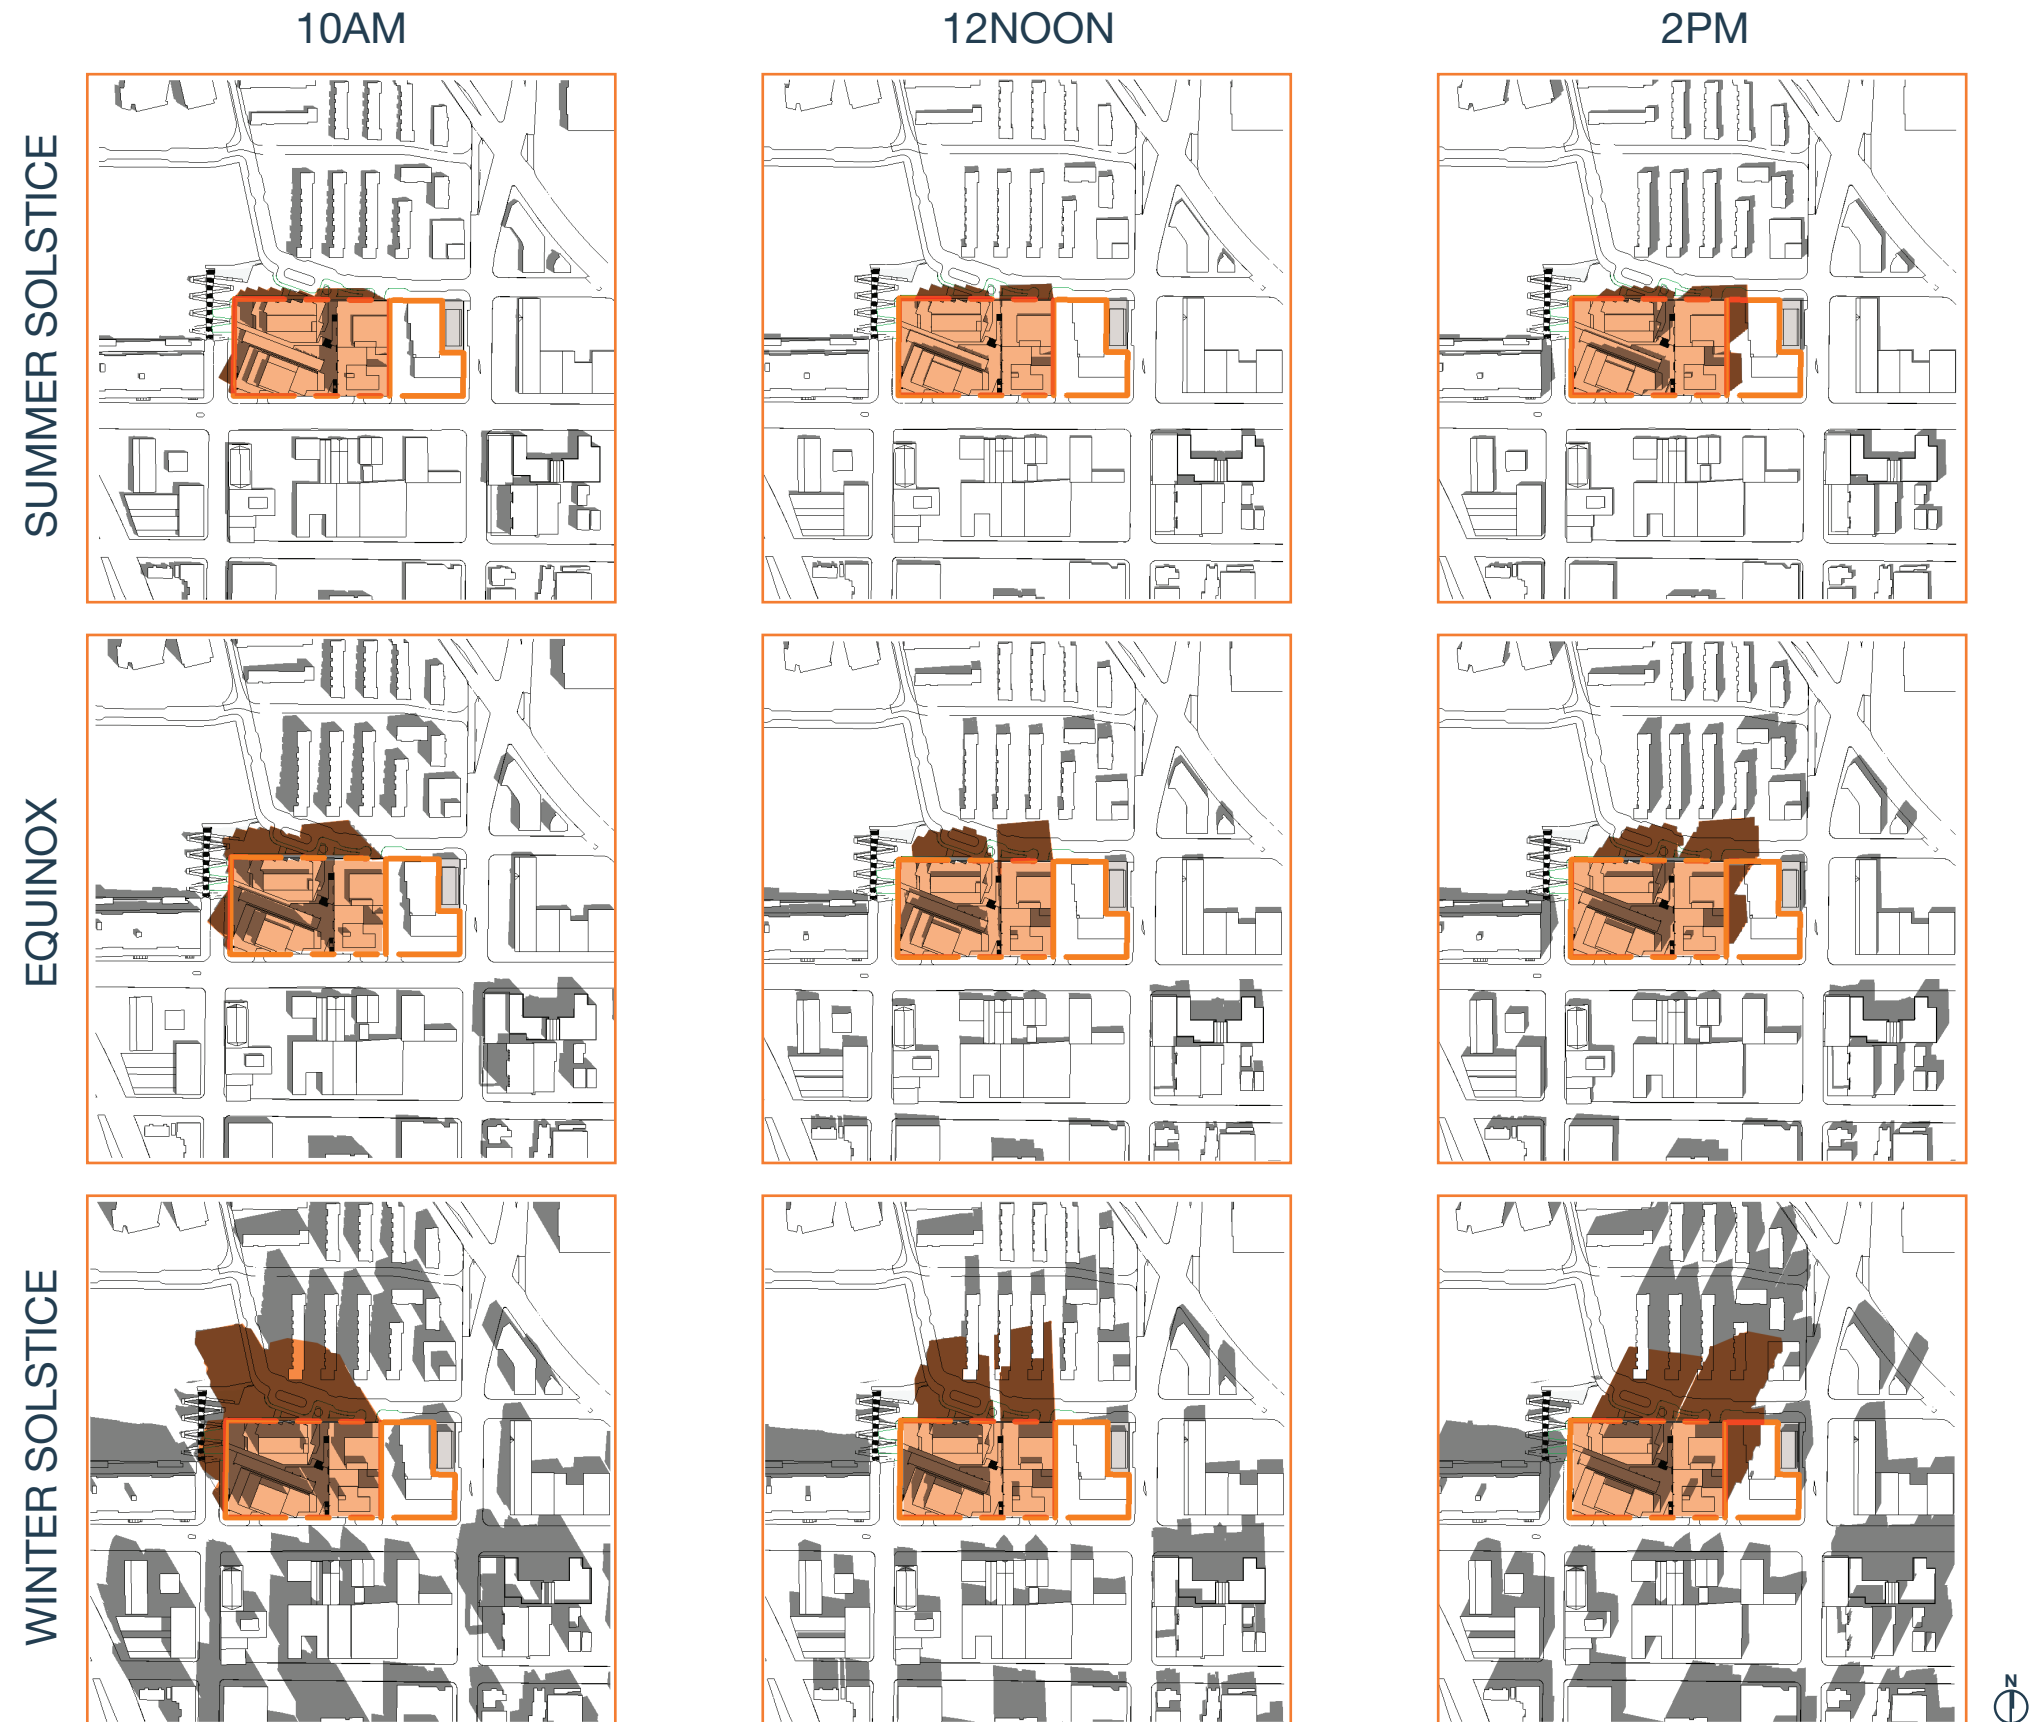 10AM
12NOON
2PM
SUMMER SOLSTICE
EQUINOX
WINTER SOLSTICE
N